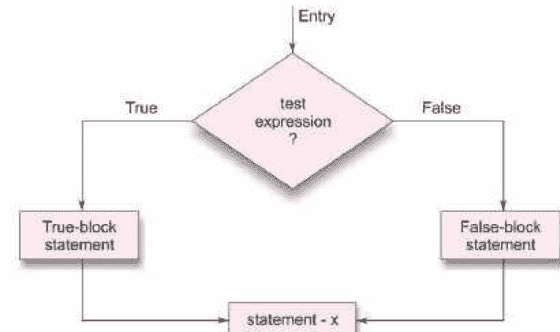 Entry
test
expression
?
True
False
True-block
statement
False-block
statement
statement - x